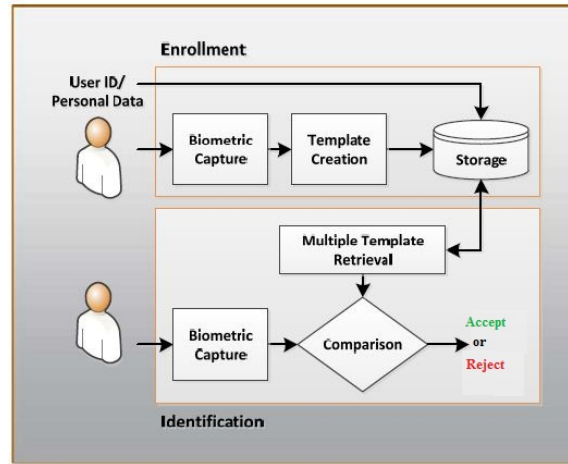 Enrollment
User ID/
Personal Data
Biometric
Capture
Template
Creation
Storage
Multiple Template
Retrieval
Biometric
Capture
Comparison
Accept
or
Reject
Identification